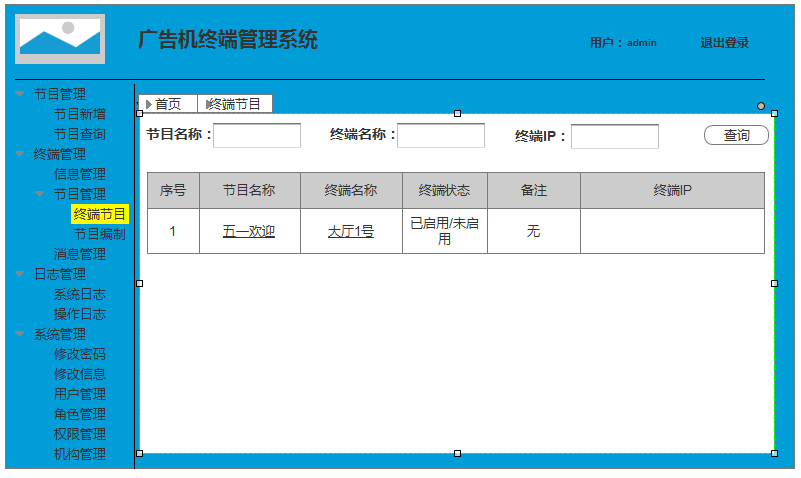 广告机终端管理系统
用户：admin 退出登录
节目管理
节目新增
节目查询
终端管理
信息管理
节目管理
终端节目
节目编制
消息管理
日志管理
系统日志
操作日志
系统管理
修改密码
修改信息
用户管理
角色管理
权限管理
机构管理
首页 终端节目
节目名称： 终端名称： 终端IP： 查询
序号 节目名称 终端名称 终端状态 备注 终端IP
1 五一欢迎 大厅1号 已启用/未启用 无